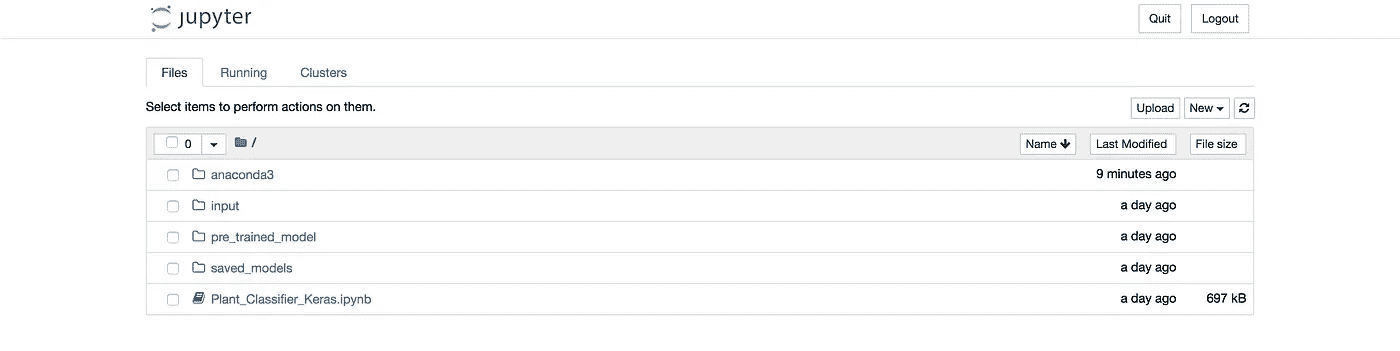 jupyter Quit Logout
Files Running Clusters
Select items to perform actions on them. Upload New
0 / Name Last Modified File size
anaconda3 9 minutes ago
input a day ago
pre_trained_model a day ago
saved_models a day ago
Plant_Classifier_Keras.ipynb a day ago 697 kB